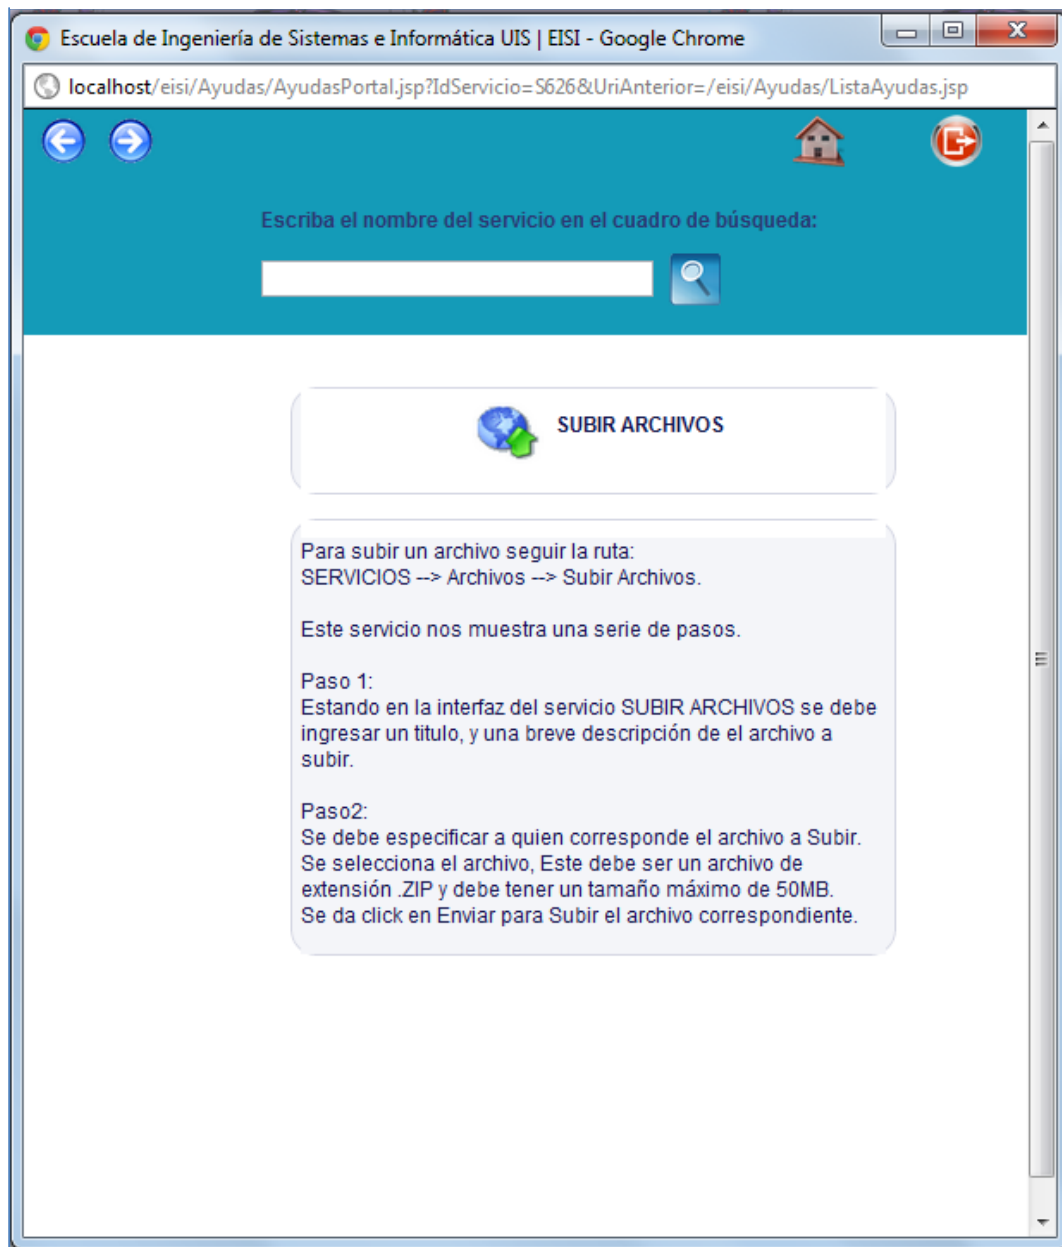 Escuela de Ingeniería de Sistemas e Informática UIS | EISI - Google Chrome
localhost/eisi/Ayudas/AyudasPortal.jsp?IdServicio=S626&UriAnterior=/eisi/Ayudas/ListaAyudas.jsp
Escriba el nombre del servicio en el cuadro de búsqueda:
SUBIR ARCHIVOS
Para subir un archivo seguir la ruta:
SERVICIOS --> Archivos --> Subir Archivos.
Este servicio nos muestra una serie de pasos.
Paso 1:
Estando en la interfaz del servicio SUBIR ARCHIVOS se debe
ingresar un titulo, y una breve descripción de el archivo a
subir.
Paso2:
Se debe especificar a quien corresponde el archivo a Subir.
Se selecciona el archivo, Este debe ser un archivo de
extensión .ZIP y debe tener un tamaño máximo de 50MB.
Se da click en Enviar para Subir el archivo correspondiente.